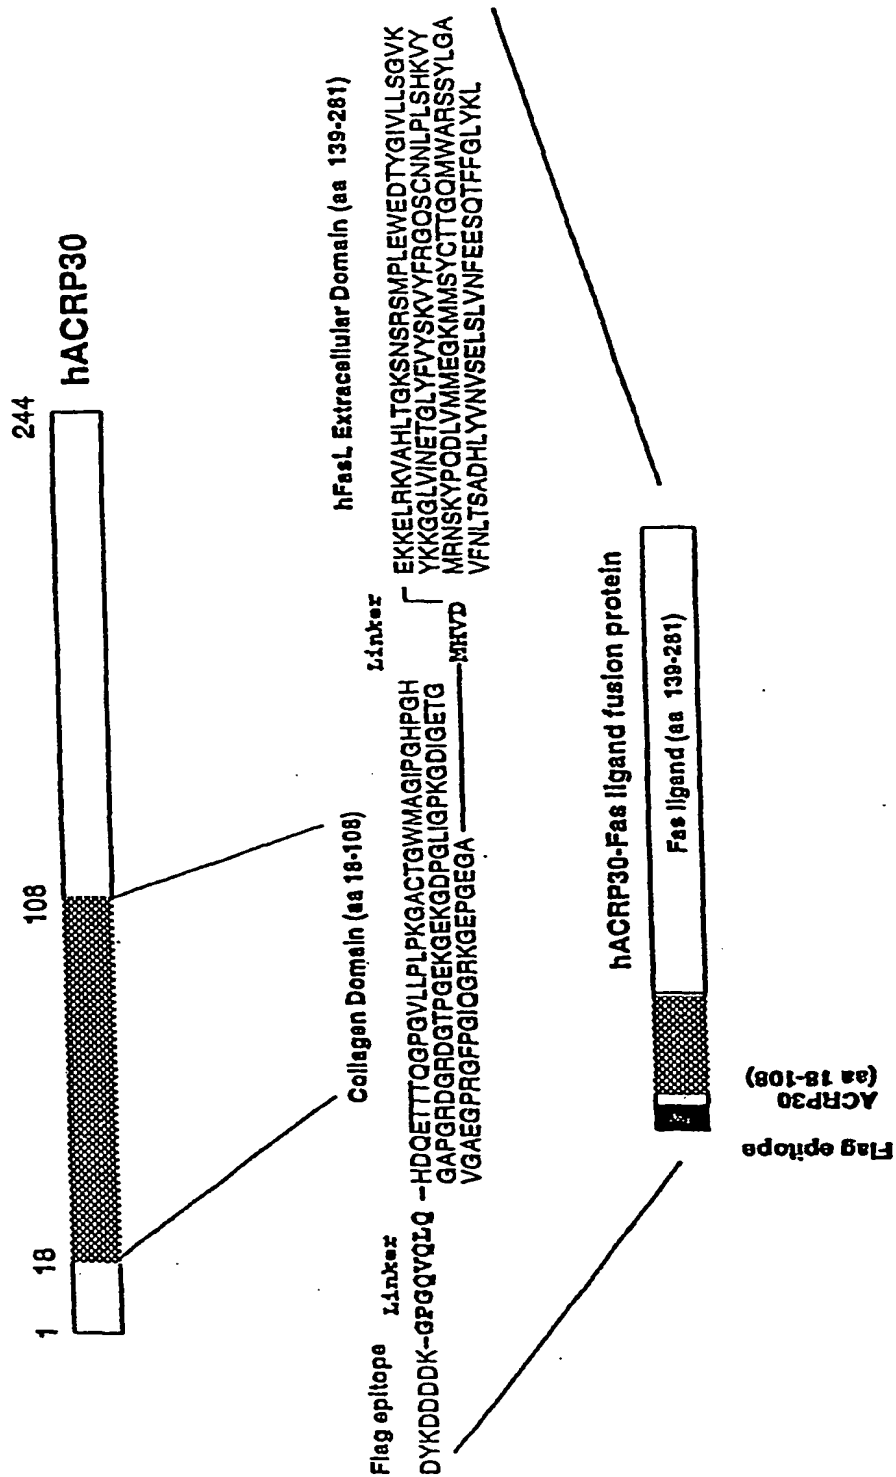 1 18 108 244
hACRP30
Collagen Domain (aa 18-108)
hFasL Extracellular Domain (aa 139-281)
Flag epitope
Linker
Linker
DYKDDDDK-GPGQVQLQ
HDQETTTQGPGVLLPLPKGACTGWMAGIPGHPGH
GAPGRDGRDGTPGEKGEKGDPGLIGPKGDIGETG
VGAEGPRGFPGIQGRKGEPGEGA
MHVD
EKKELRKVAHLTGKSNSRSMPLEWEDTYGIVLLSGVK
YKKGGLVINETGLYFVYSKVYFRGQSCNNLPLSHKVY
MRNSKYPQDLVMMEGKMMSYCTTGQMWARSSYLGA
VFNLTSADHLYVNVSELSLVNFEESQTFFGLYKL
hACRP30-Fas ligand fusion protein
Fas ligand (aa 139-281)
Flag epitope
ACRP30
(aa 18-108)